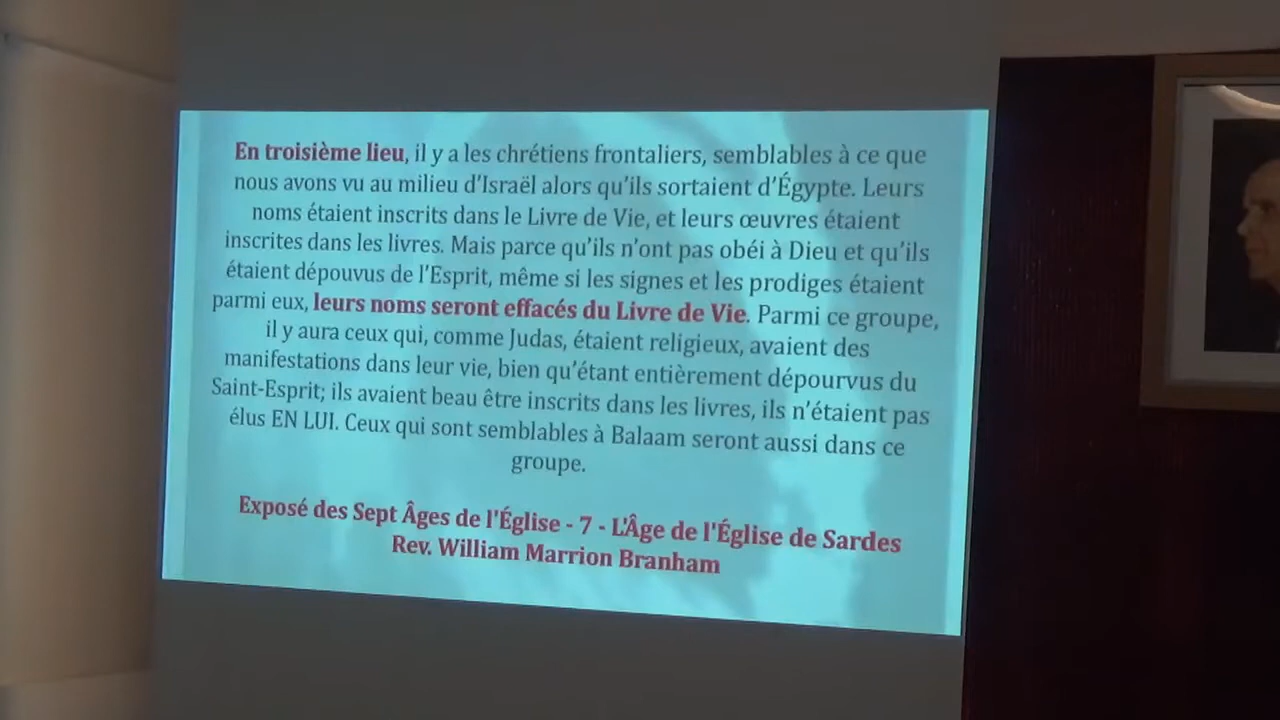 En troisième lieu, il y a les chrétiens frontaliers, semblables à ce que
nous avons vu au milieu d'Israël alors qu'ils sortaient d'Égypte. Leurs
noms étaient inscrits dans le Livre de Vie, et leurs œuvres étaient
inscrites dans les livres. Mais parce qu'ils n'ont pas obéi à Dieu et qu'ils
étaient dépouvus de l'Esprit, même si les signes et les prodiges étaient
parmi eux, leurs noms seront effacés du Livre de Vie. Parmi ce groupe,
il y aura ceux qui, comme Judas, étaient religieux, avaient des
manifestations dans leur vie, bien qu'étant entièrement dépourvus du
Saint-Esprit; ils avaient beau être inscrits dans les livres, ils n'étaient pas
élus EN LUI. Ceux qui sont semblables à Balaam seront aussi dans ce
groupe.
Exposé des Sept Âges de l'Église - 7 - L'Âge de l'Église de Sardes
Rev. William Marrion Branham